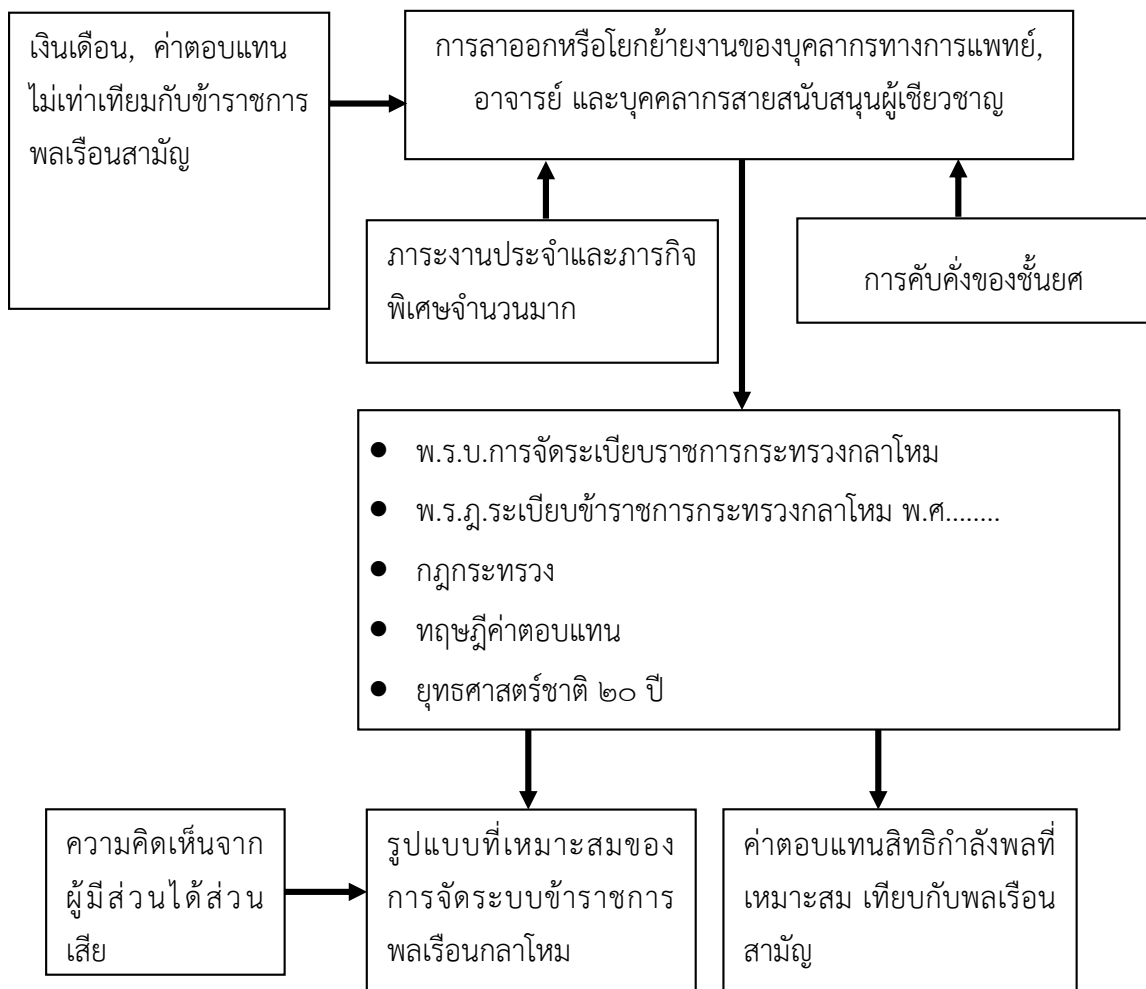 เงินเดือน, ค่าตอบแทน
ไม่เท่าเทียมกับข้าราชการ
พลเรือนสามัญ
การลาออกหรือโยกย้ายงานของบุคลากรทางการแพทย์,
อาจารย์ และบุคคลากรสายสนับสนุนผู้เชียวชาญ
ภาระงานประจำและภารกิจ
พิเศษจำนวนมาก
การคับคั่งของชั้นยศ
● พ.ร.บ.การจัดระเบียบราชการกระทรวงกลาโหม
● พ.ร.ฎ.ระเบียบข้าราชการกระทรวงกลาโหม พ.ศ........
● กฎกระทรวง
● ทฤษฎีค่าตอบแทน
● ยุทธศาสตร์ชาติ ๒๐ ปี
ความคิดเห็นจาก
ผู้มีส่วนได้ส่วน
เสีย
รูปแบบที่เหมาะสมของ
การจัดระบบข้าราชการ
พลเรือนกลาโหม
ค่าตอบแทนสิทธิกำลังพลที่
เหมาะสม เทียบกับพลเรือน
สามัญ